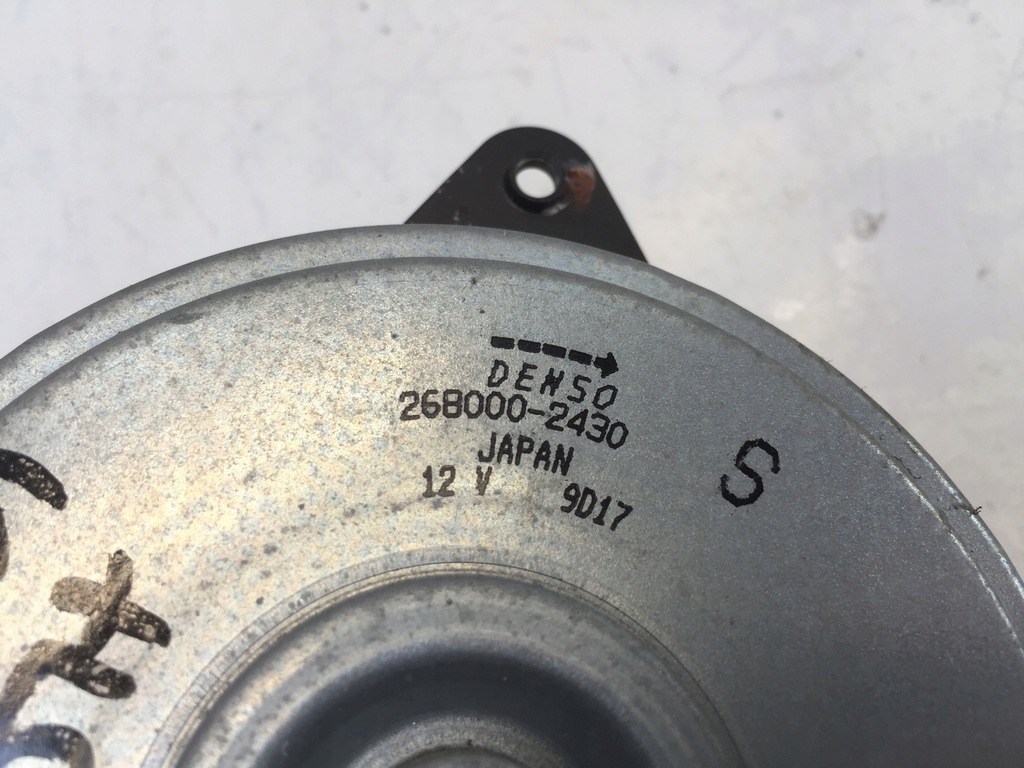 DENSO
268000-2430
JAPAN
12 V 9D17
S